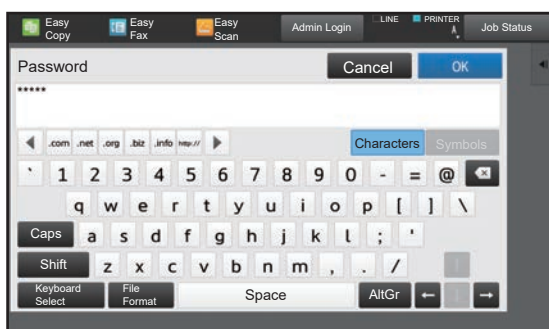 Easy Copy
Easy Fax
Easy Scan
Admin Login
LINE
PRINTER
Job Status
Password
Cancel
OK
*****
.com .net .org .biz .info http://
Characters
Symbols
` 1 2 3 4 5 6 7 8 9 0 - = @
q w e r t y u i o p [ ] \
Caps a s d f g h j k l ; '
Shift z x c v b n m , . /
Keyboard Select
File Format
Space
AltGr
← ↓ →